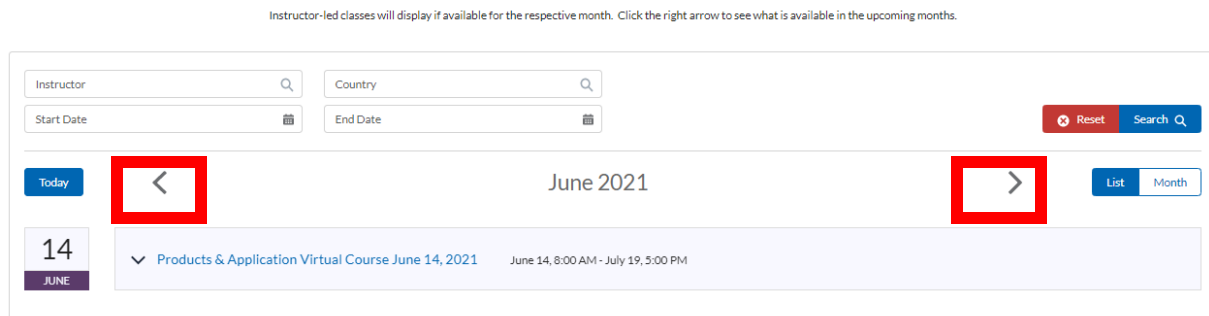 Instructor-led classes will display if available for the respective month. Click the right arrow to see what is available in the upcoming months.
Instructor
Country
Start Date
End Date
Reset
Search
Today
June 2021
List
Month
14
JUNE
Products & Application Virtual Course June 14, 2021
June 14, 8:00 AM - July 19, 5:00 PM